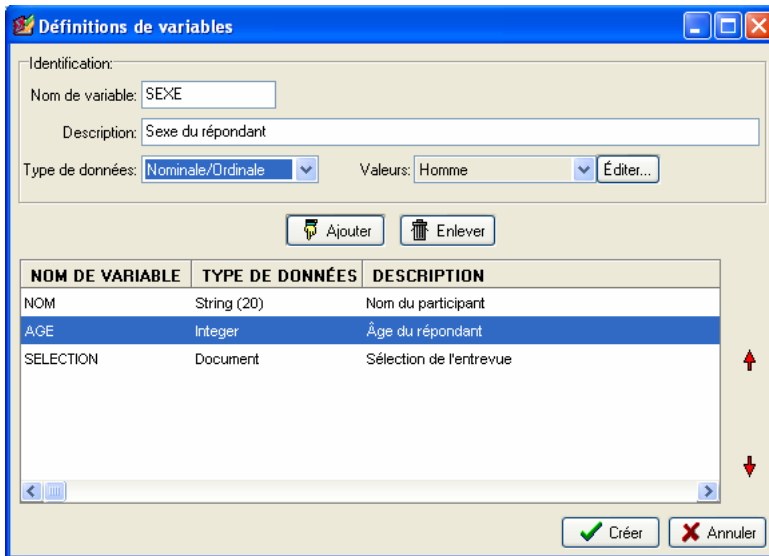 Définitions de variables
Identification:
Nom de variable: SEXE
Description: Sexe du répondant
Type de données: Nominale/Ordinale Valeurs: Homme Éditer...
Ajouter Enlever
NOM DE VARIABLE TYPE DE DONNÉES DESCRIPTION
NOM String (20) Nom du participant
AGE Integer Âge du répondant
SELECTION Document Sélection de l'entrevue
Créer Annuler